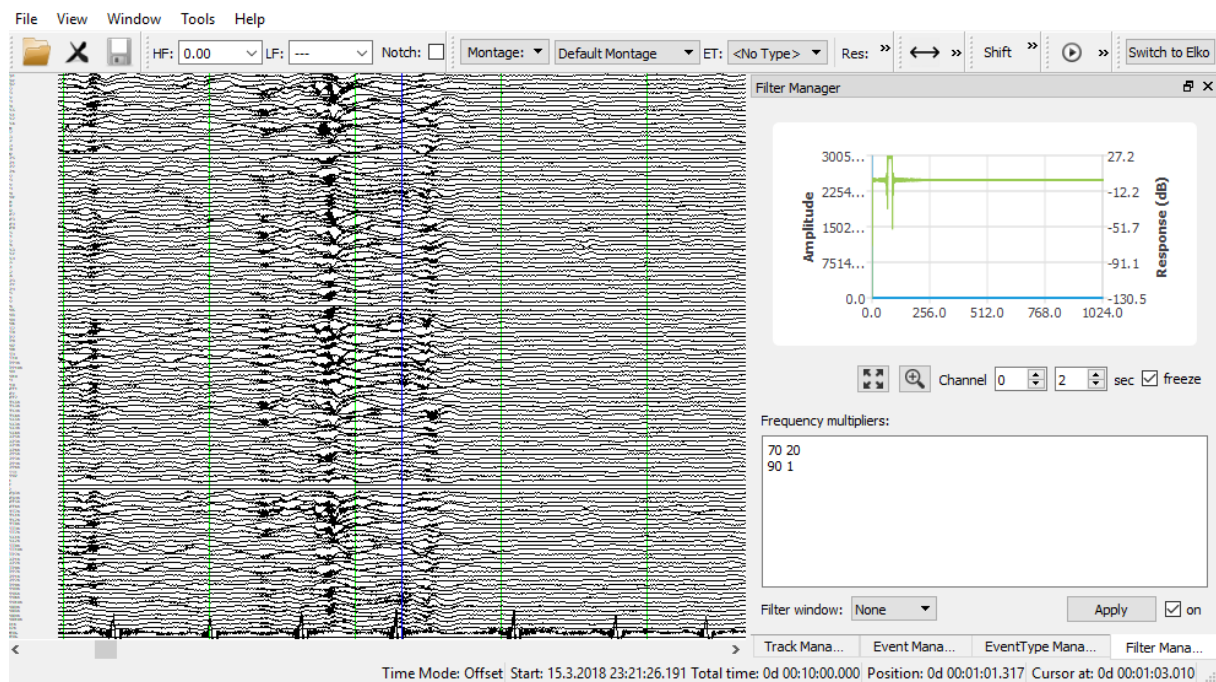 File View Window Tools Help
HF: 0.00 LF: --- Notch: Montage: Default Montage ET: <No Type> Res: » » Shift » » Switch to Elko
Filter Manager
3005... 27.2
2254... -12.2
1502... -51.7
7514... -91.1
0.0 -130.5
Amplitude
Response (dB)
0.0 256.0 512.0 768.0 1024.0
Channel 0 2 sec freeze
Frequency multipliers:
70 20
90 1
Filter window: None Apply on
Track Mana... Event Mana... EventType Mana... Filter Mana...
Time Mode: Offset Start: 15.3.2018 23:21:26.191 Total time: 0d 00:10:00.000 Position: 0d 00:01:01.317 Cursor at: 0d 00:01:03.010